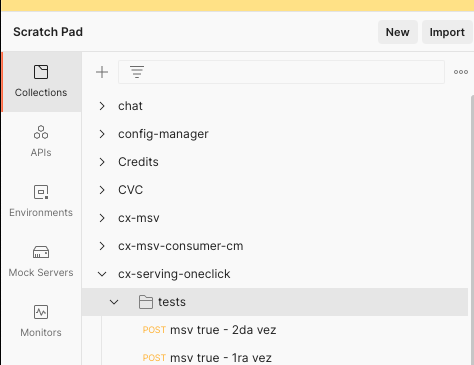 Scratch Pad
New
Import
Collections
APIs
Environments
Mock Servers
Monitors
chat
config-manager
Credits
CVC
cx-msv
cx-msv-consumer-cm
cx-serving-oneclick
tests
POST msv true - 2da vez
POST msv true - 1ra vez